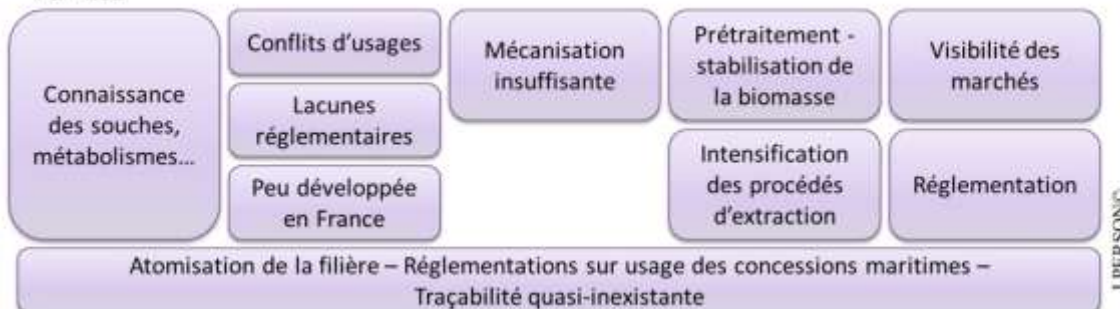 Connaissance
des souches,
métabolismes...
Conflits d'usages
Lacunes
réglementaires
Peu développée
en France
Mécanisation
insuffisante
Prétraitement -
stabilisation de
la biomasse
Intensification
des procédés
d'extraction
Visibilité des
marchés
Réglementation
Atomisation de la filière – Réglementations sur usage des concessions maritimes –
Traçabilité quasi-inexistante